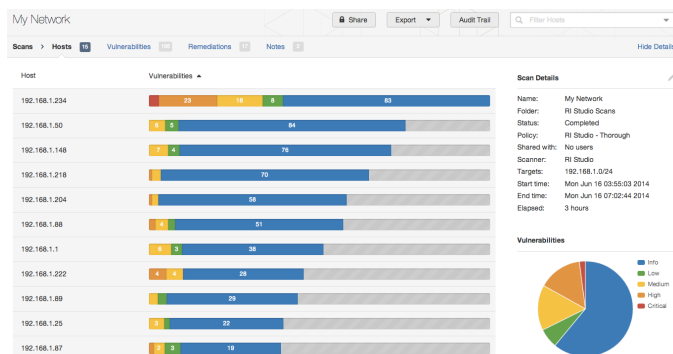 My Network
Share
Export
Audit Trail
Filter Hosts
Scans > Hosts 15
Vulnerabilities
Remediations 17
Notes
Hide Details
Host
Vulnerabilities
192.168.1.234
23 18 8 83
192.168.1.50
5 84
192.168.1.148
7 4 76
192.168.1.218
70
192.168.1.204
58
192.168.1.88
4 51
192.168.1.1
6 3 38
192.168.1.222
4 4 26
192.168.1.89
29
192.168.1.25
3 22
192.168.1.87
2 3 19
Scan Details
Name: My Network
Folder: RI Studio Scans
Status: Completed
Policy: RI Studio - Thorough
Shared with: No users
Scanner: RI Studio
Targets: 192.168.1.0/24
Start time: Mon Jun 16 03:55:03 2014
End time: Mon Jun 16 07:02:44 2014
Elapsed: 3 hours
Vulnerabilities
Info
Low
Medium
High
Critical